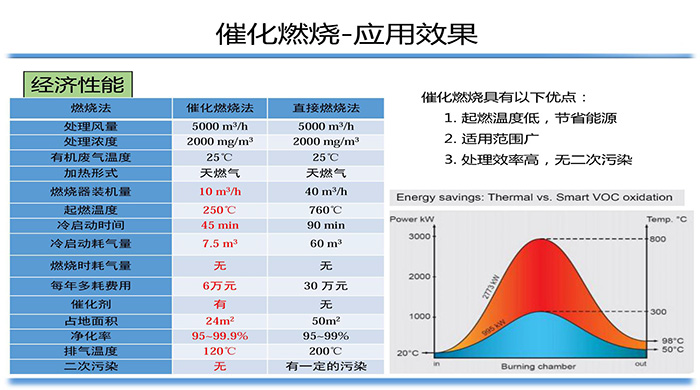 催化燃烧-应用效果
经济性能
燃烧法 催化燃烧法 直接燃烧法
处理风量 5000 m³/h 5000 m³/h
处理浓度 2000 mg/m³ 2000 mg/m³
有机废气温度 25℃ 25℃
加热形式 天燃气 天燃气
燃烧器装机量 10 m³/h 40 m³/h
起燃温度 250℃ 760℃
冷启动时间 45 min 90 min
冷启动耗气量 7.5 m³ 60 m³
燃烧时耗气量 无 无
每年多耗费用 6万元 30 万元
催化剂 有 无
占地面积 24m² 50m²
净化率 95~99.9% 95~99%
排气温度 120℃ 200℃
二次污染 无 有一定的污染
催化燃烧具有以下优点：
1. 起燃温度低，节省能源
2. 适用范围广
3. 处理效率高，无二次污染
Energy savings: Thermal vs. Smart VOC oxidation
Power kW Temp. °C
3000 800
2000
2773 kW
1000 300
995 kW
98°C
20°C 50°C
in Burning chamber out